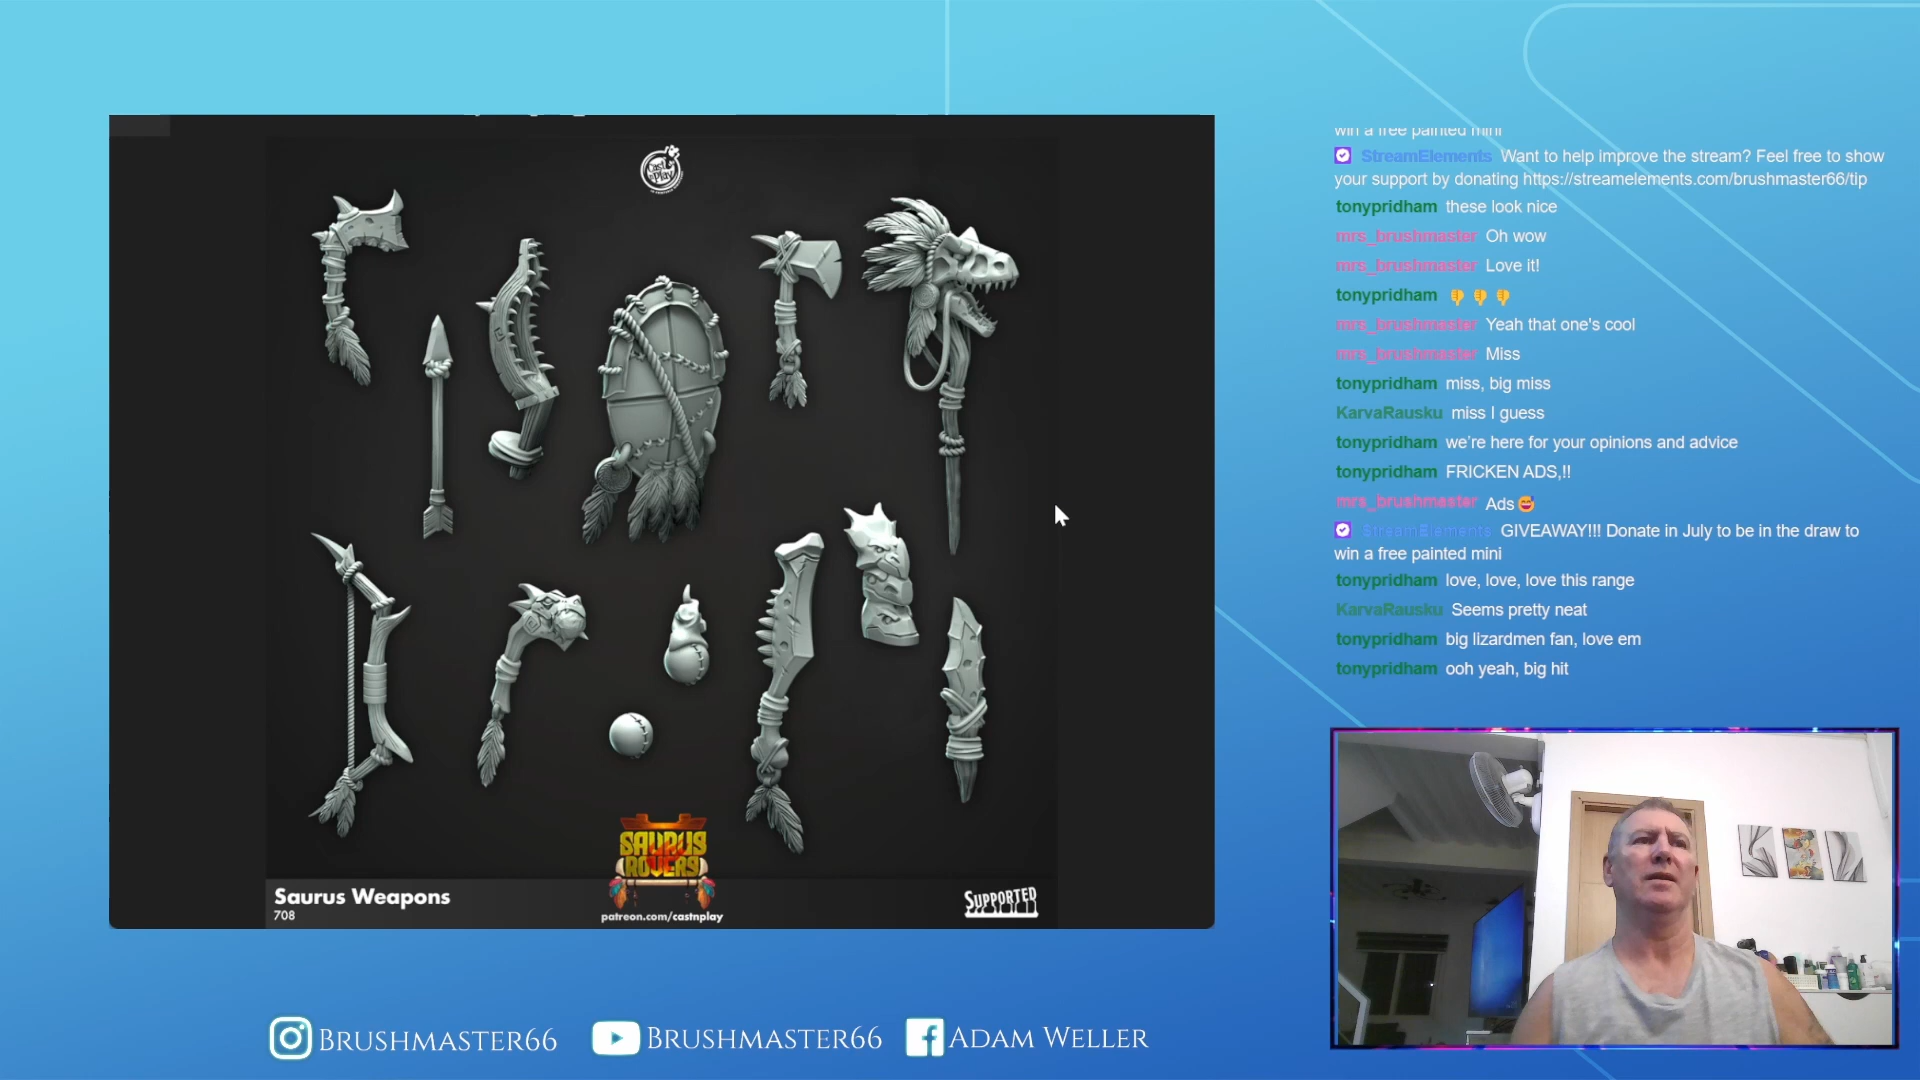 Cast n Play
SAURUS
ROVERS
Saurus Weapons
708
patreon.com/castnplay
SUPPORTED
win a free painted mini
StreamElements Want to help improve the stream? Feel free to show
your support by donating https://streamelements.com/brushmaster66/tip
tonypridham these look nice
mrs_brushmaster Oh wow
mrs_brushmaster Love it!
tonypridham 👎 👎 👎
mrs_brushmaster Yeah that one's cool
mrs_brushmaster Miss
tonypridham miss, big miss
KarvaRausku miss I guess
tonypridham we're here for your opinions and advice
tonypridham FRICKEN ADS,!!
mrs_brushmaster Ads😅
StreamElements GIVEAWAY!!! Donate in July to be in the draw to
win a free painted mini
tonypridham love, love, love this range
KarvaRausku Seems pretty neat
tonypridham big lizardmen fan, love em
tonypridham ooh yeah, big hit
BRUSHMASTER66 BRUSHMASTER66 ADAM WELLER